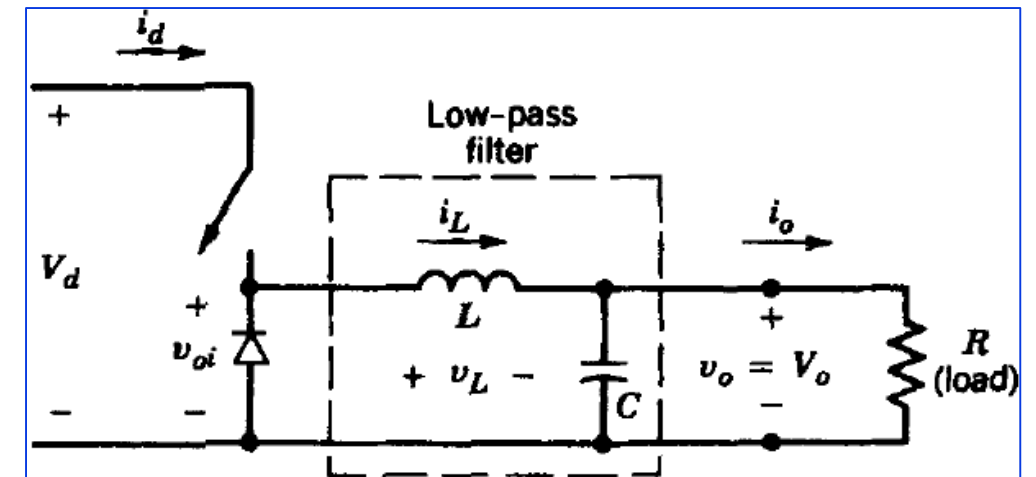 i_d
+
Low-pass
filter
i_L
i_o
V_d
+
L
+
R
v_oi
+ v_L −
v_o = V_o
(load)
C
− −
−